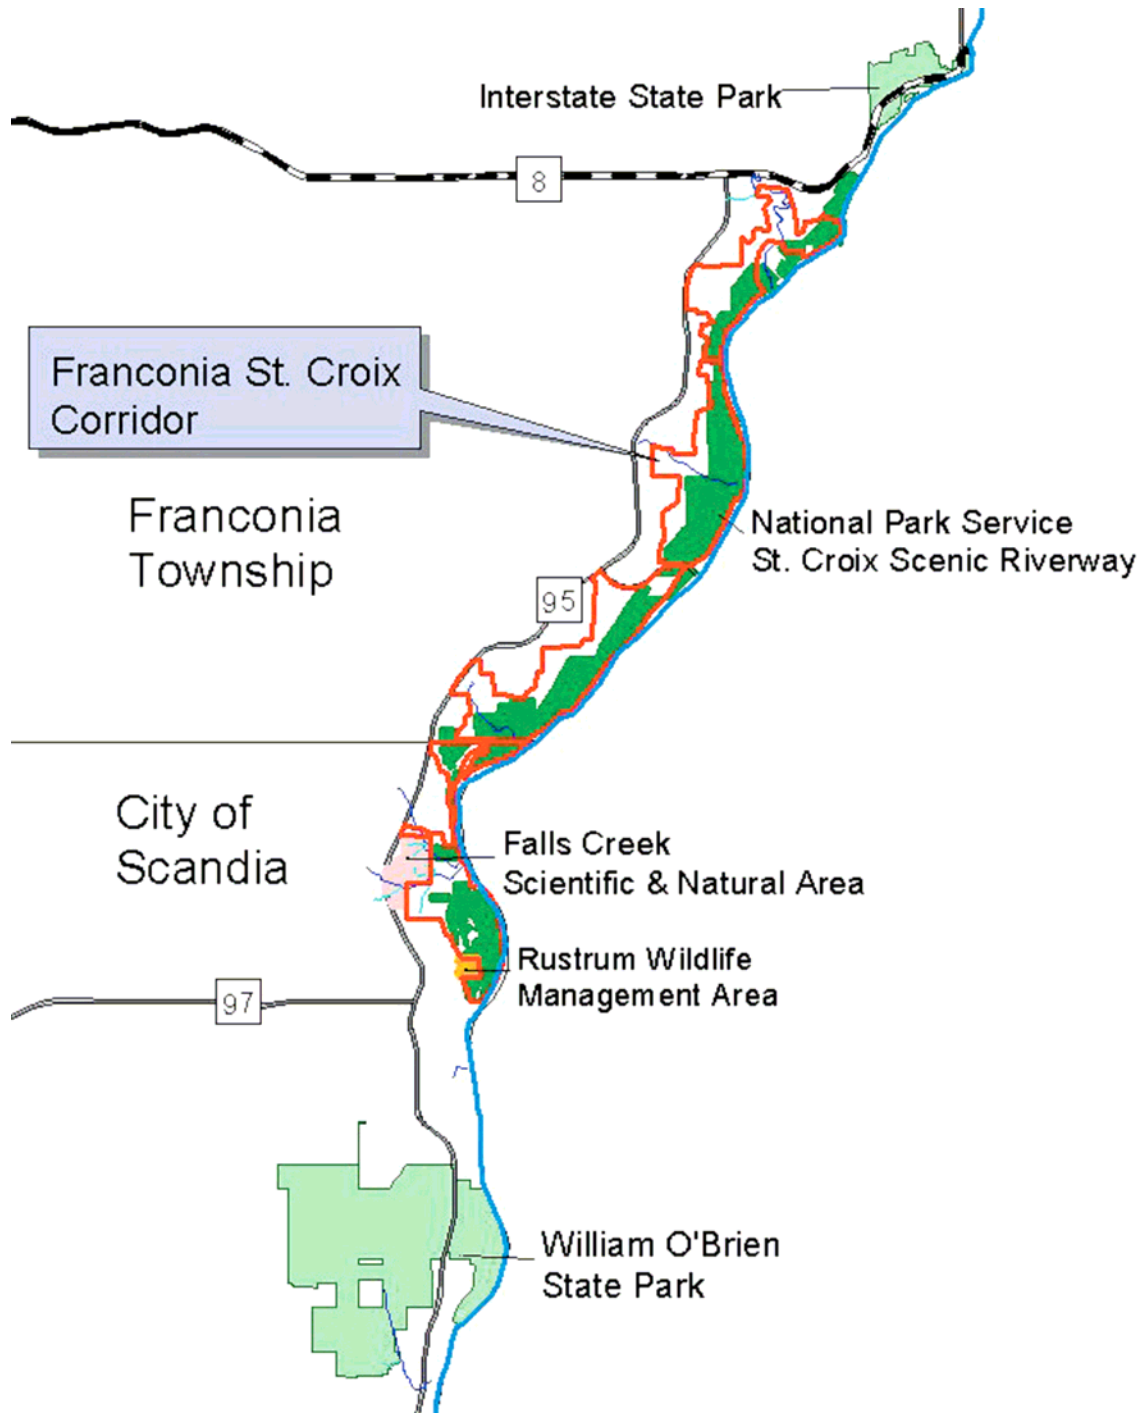 Interstate State Park
8
Franconia St. Croix
Corridor
Franconia
Township
National Park Service
St. Croix Scenic Riverway
95
City of
Scandia
Falls Creek
Scientific & Natural Area
Rustrum Wildlife
Management Area
97
William O'Brien
State Park